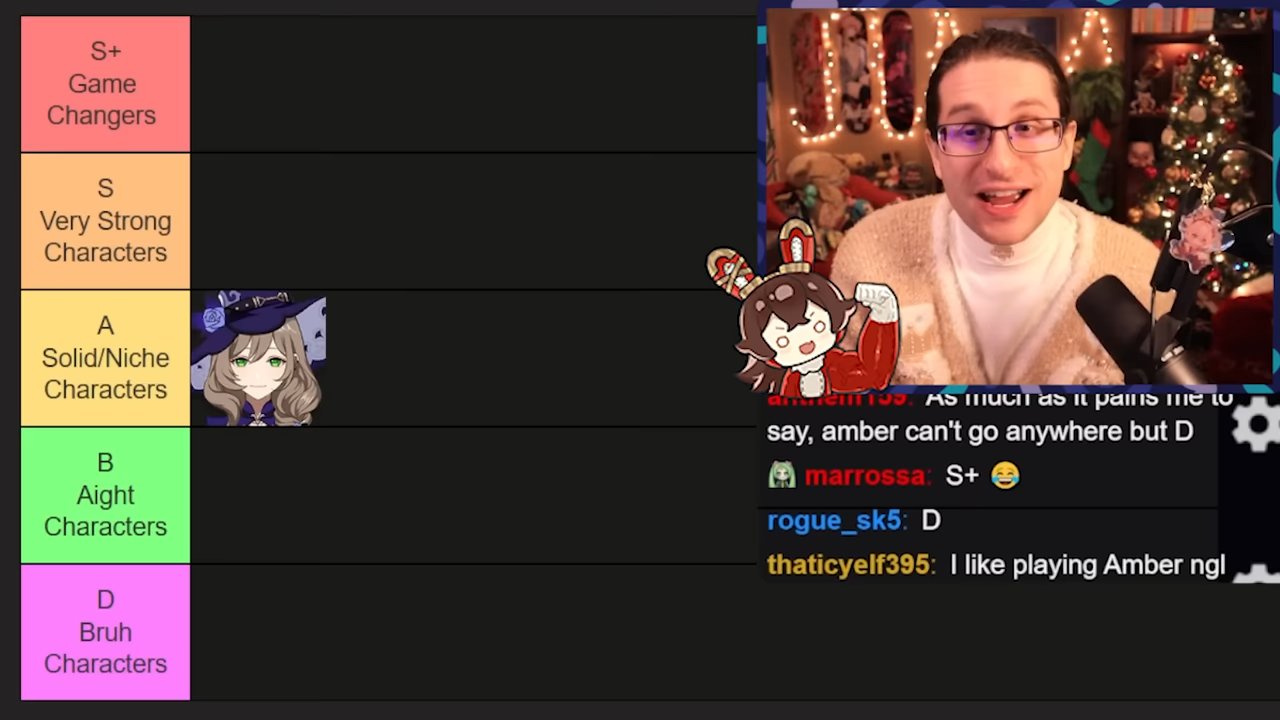 S+
Game
Changers
S
Very Strong
Characters
A
Solid/Niche
Characters
B
Aight
Characters
D
Bruh
Characters
anthem159: As much as it pains me to
say, amber can't go anywhere but D
marrossa: S+ 😂
rogue_sk5: D
thaticyelf395: I like playing Amber ngl